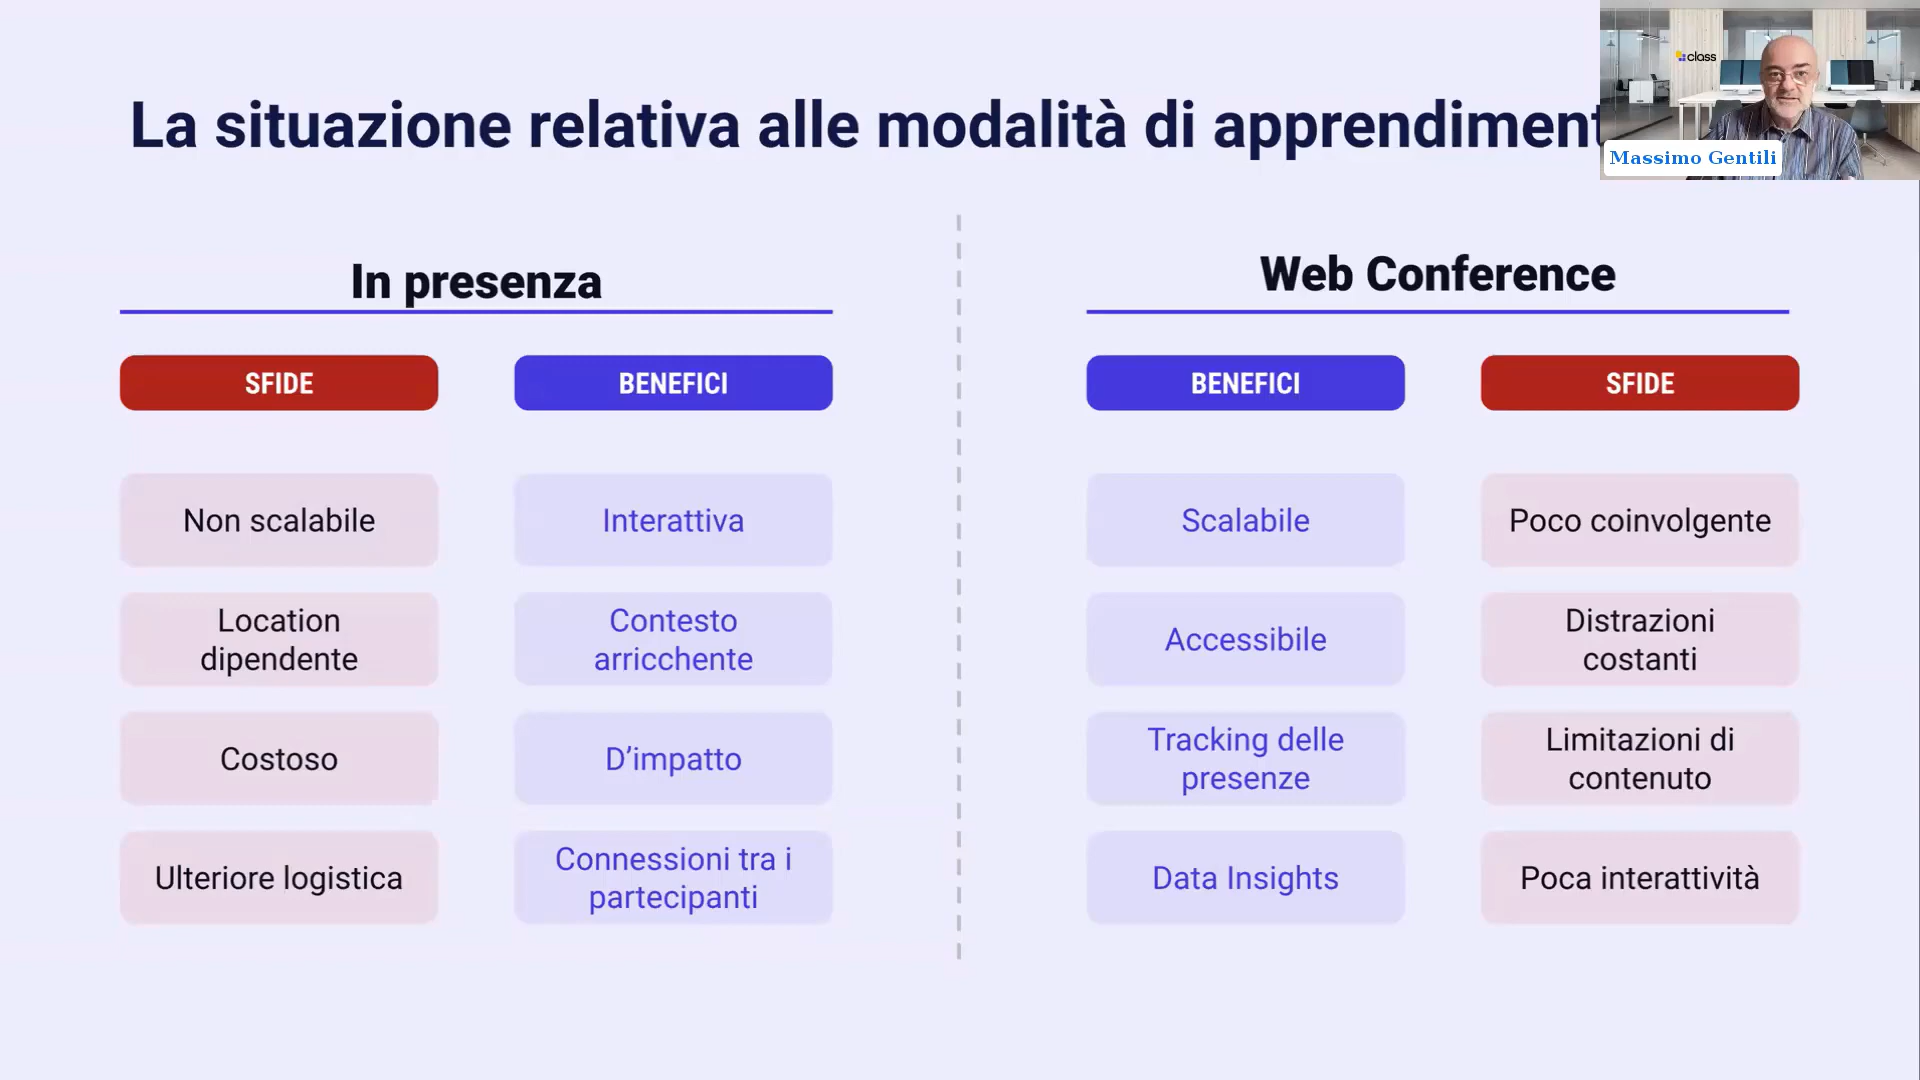 class
La situazione relativa alle modalità di apprendiment
Massimo Gentili
In presenza
SFIDE
BENEFICI
Non scalabile
Interattiva
Location
dipendente
Contesto
arricchente
Costoso
D’impatto
Ulteriore logistica
Connessioni tra i
partecipanti
Web Conference
BENEFICI
SFIDE
Scalabile
Poco coinvolgente
Accessibile
Distrazioni
costanti
Tracking delle
presenze
Limitazioni di
contenuto
Data Insights
Poca interattività